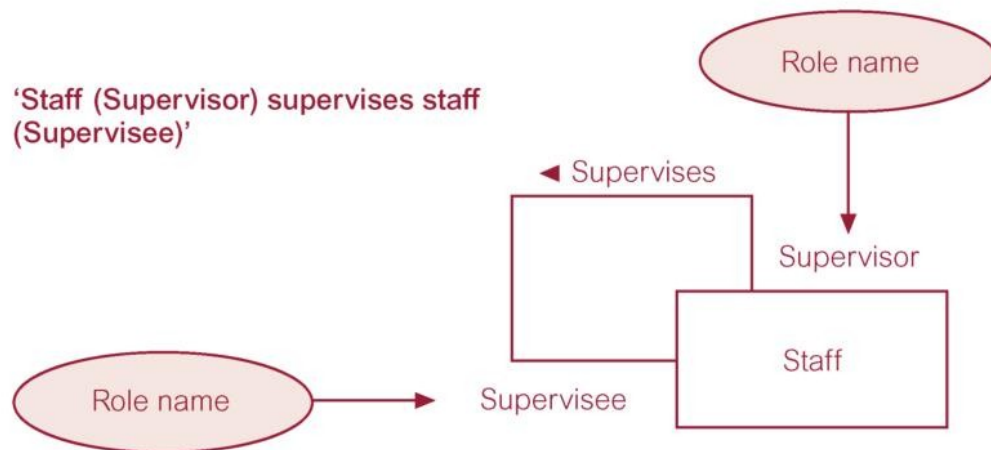 Role name
‘Staff (Supervisor) supervises staff
(Supervisee)’
◄ Supervises
Supervisor
Staff
Role name
Supervisee